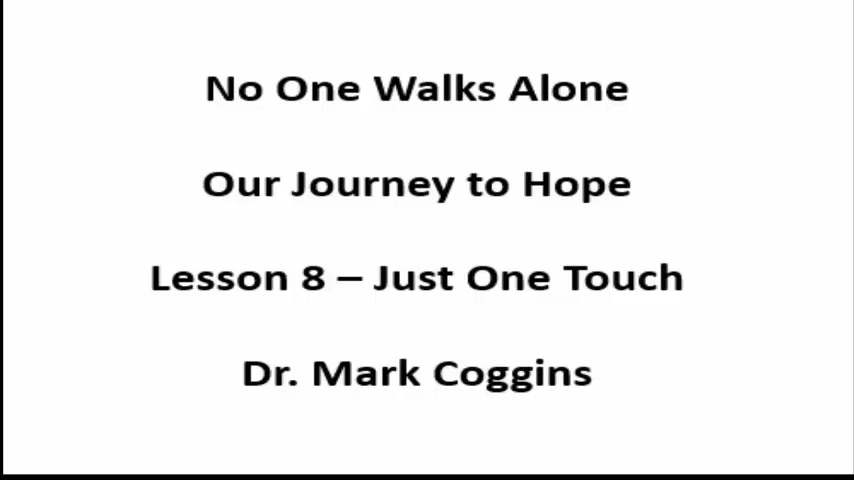 No One Walks Alone
Our Journey to Hope
Lesson 8 – Just One Touch
Dr. Mark Coggins